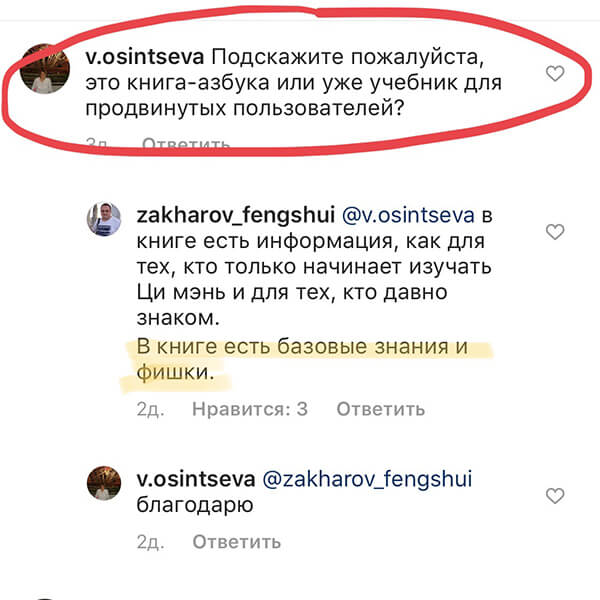 v.osintseva Подскажите пожалуйста,
это книга-азбука или уже учебник для
продвинутых пользователей?
3д. Ответить
zakharov_fengshui @v.osintseva в
книге есть информация, как для
тех, кто только начинает изучать
Ци мэнь и для тех, кто давно
знаком.
В книге есть базовые знания и
фишки.
2д. Нравится: 3 Ответить
v.osintseva @zakharov_fengshui
благодарю
2д. Ответить